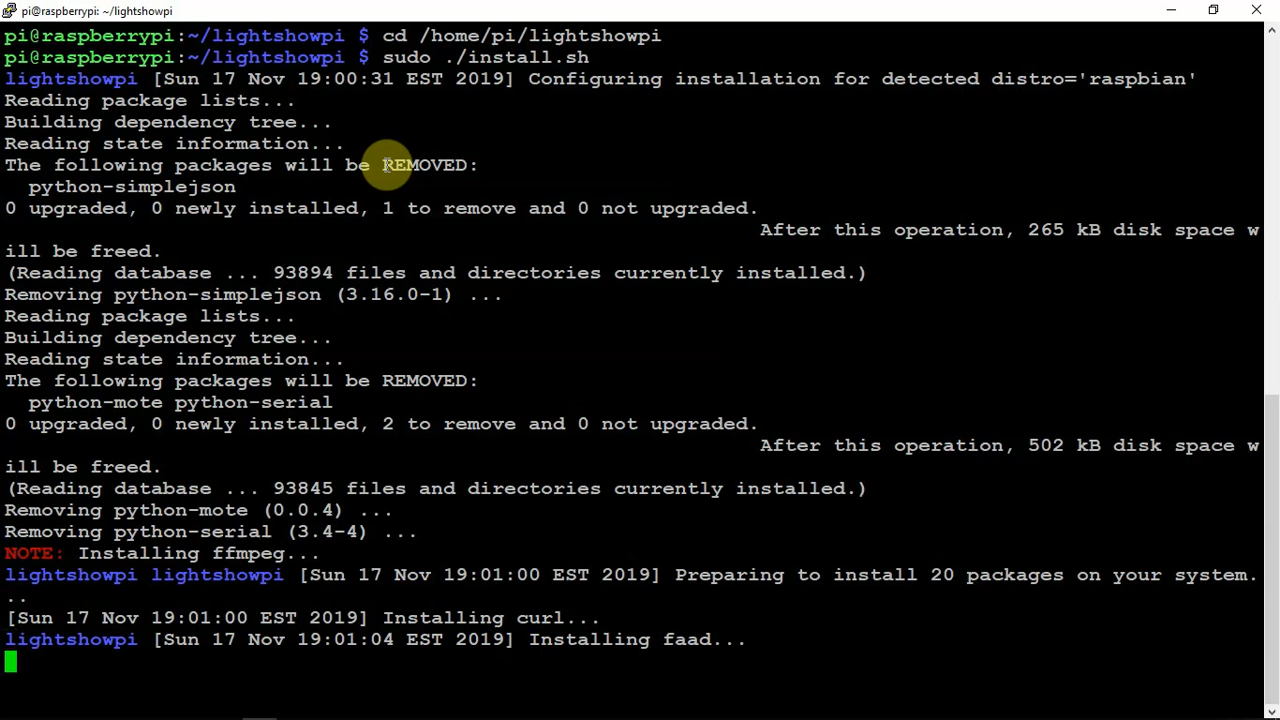 pi@raspberrypi: ~/lightshowpi
pi@raspberrypi:~/lightshowpi $ cd /home/pi/lightshowpi
pi@raspberrypi:~/lightshowpi $ sudo ./install.sh
lightshowpi [Sun 17 Nov 19:00:31 EST 2019] Configuring installation for detected distro='raspbian'
Reading package lists...
Building dependency tree...
Reading state information...
The following packages will be REMOVED:
  python-simplejson
0 upgraded, 0 newly installed, 1 to remove and 0 not upgraded.
After this operation, 265 kB disk space w
ill be freed.
(Reading database ... 93894 files and directories currently installed.)
Removing python-simplejson (3.16.0-1) ...
Reading package lists...
Building dependency tree...
Reading state information...
The following packages will be REMOVED:
  python-mote python-serial
0 upgraded, 0 newly installed, 2 to remove and 0 not upgraded.
After this operation, 502 kB disk space w
ill be freed.
(Reading database ... 93845 files and directories currently installed.)
Removing python-mote (0.0.4) ...
Removing python-serial (3.4-4) ...
NOTE: Installing ffmpeg...
lightshowpi lightshowpi [Sun 17 Nov 19:01:00 EST 2019] Preparing to install 20 packages on your system.
..
[Sun 17 Nov 19:01:00 EST 2019] Installing curl...
lightshowpi [Sun 17 Nov 19:01:04 EST 2019] Installing faad...